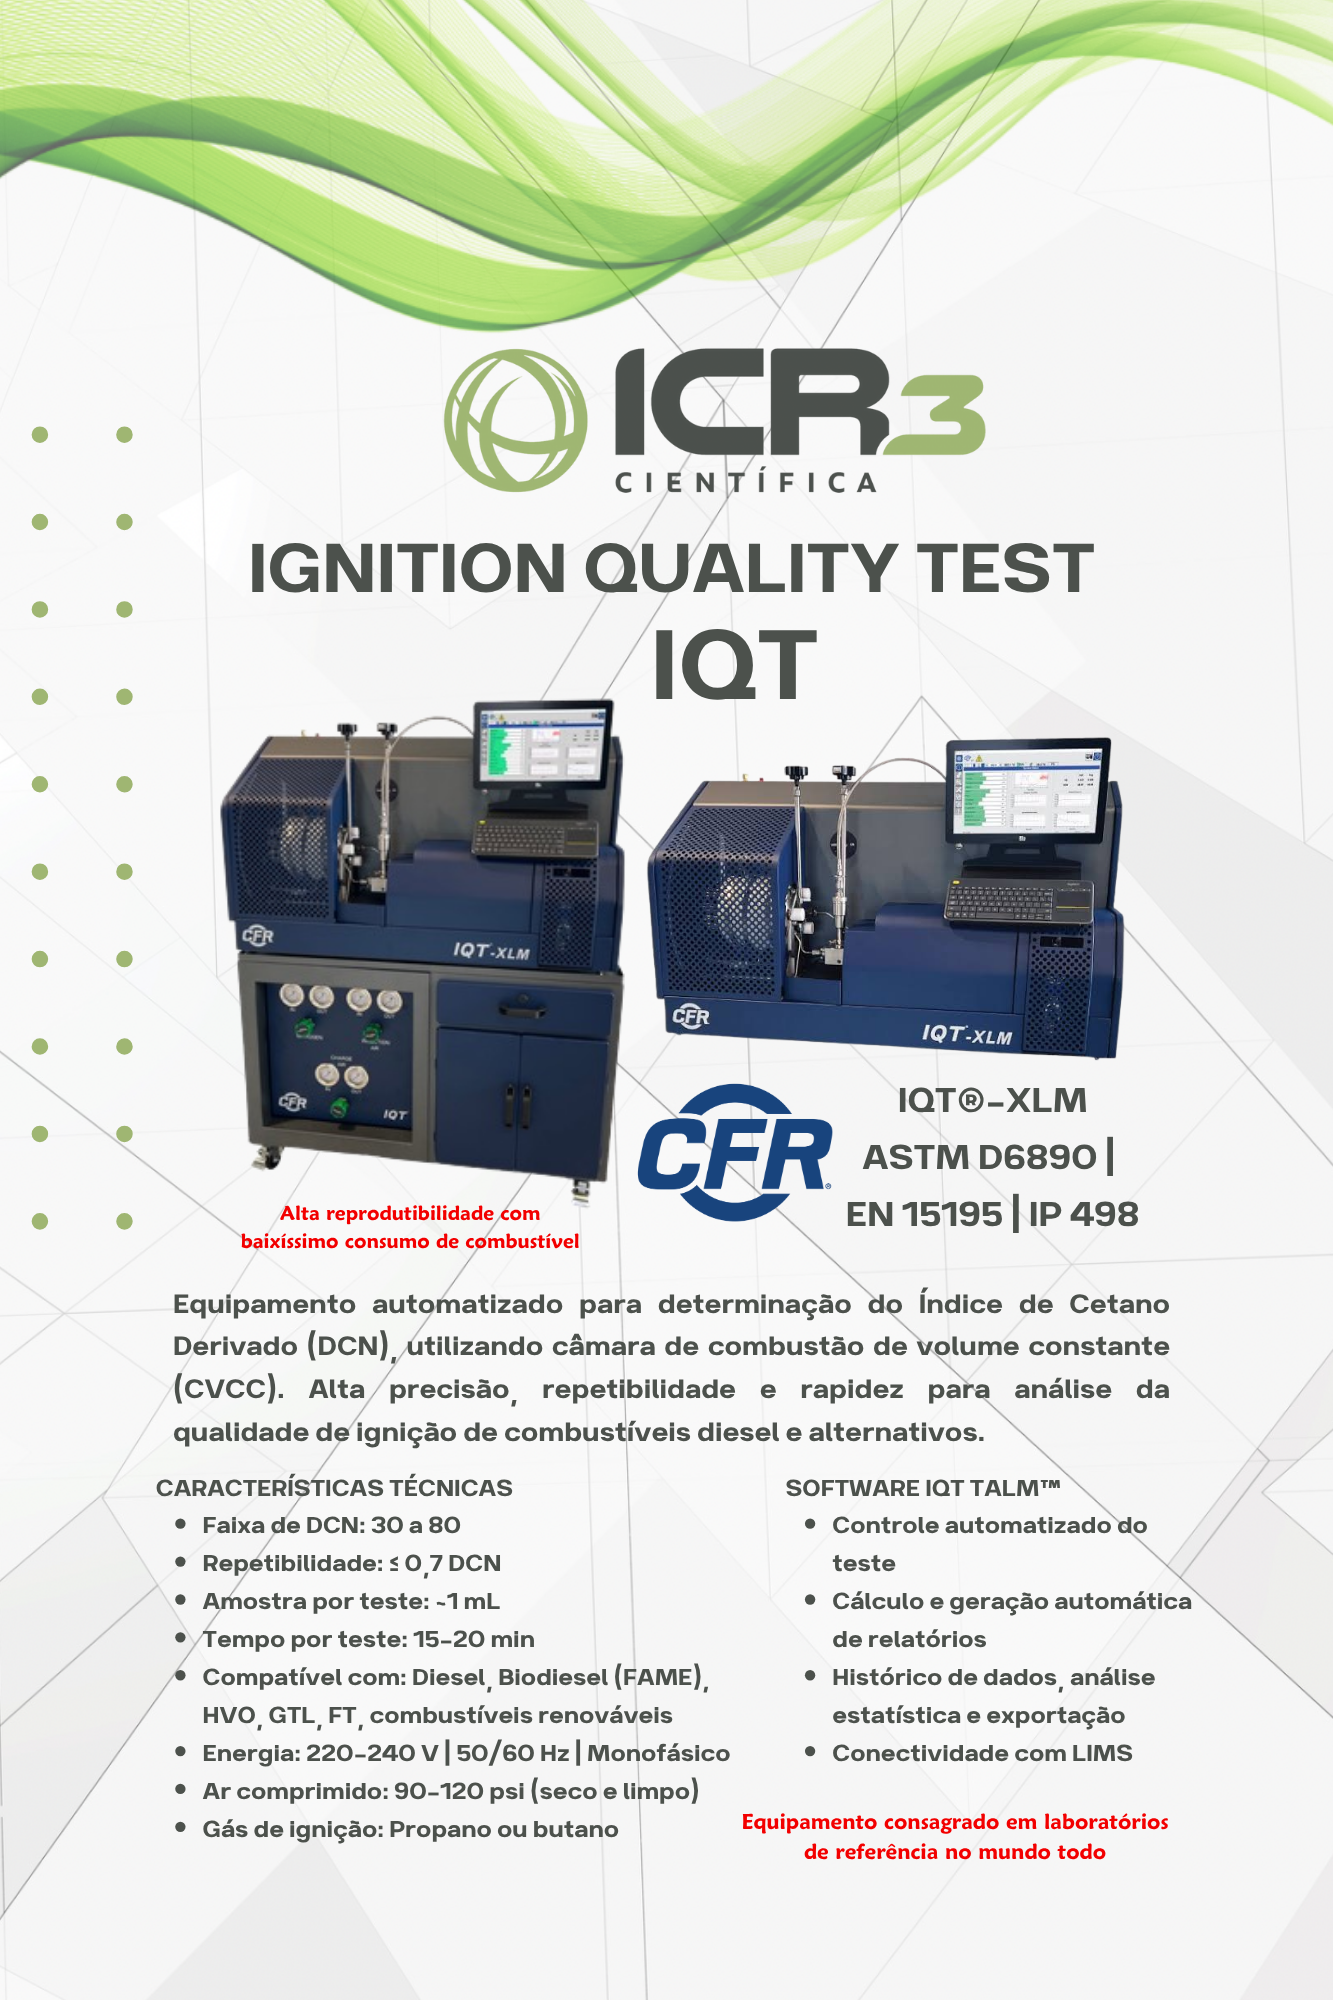 ICR3
CIENTÍFICA
IGNITION QUALITY TEST
IQT
CFR
IQT-XLM
CHARGE
AIR
CFR
IQT
CFR
IQT-XLM
CFR
IQT®-XLM
ASTM D6890 |
EN 15195 | IP 498
Alta reprodutibilidade com
baixíssimo consumo de combustível
Equipamento automatizado para determinação do Índice de Cetano
Derivado (DCN), utilizando câmara de combustão de volume constante
(CVCC). Alta precisão, repetibilidade e rapidez para análise da
qualidade de ignição de combustíveis diesel e alternativos.
CARACTERÍSTICAS TÉCNICAS
• Faixa de DCN: 30 a 80
• Repetibilidade: ≤ 0,7 DCN
• Amostra por teste: ~1 mL
• Tempo por teste: 15–20 min
• Compatível com: Diesel, Biodiesel (FAME),
HVO, GTL, FT, combustíveis renováveis
• Energia: 220–240 V | 50/60 Hz | Monofásico
• Ar comprimido: 90–120 psi (seco e limpo)
• Gás de ignição: Propano ou butano
SOFTWARE IQT TALM™
• Controle automatizado do
teste
• Cálculo e geração automática
de relatórios
• Histórico de dados, análise
estatística e exportação
• Conectividade com LIMS
Equipamento consagrado em laboratórios
de referência no mundo todo